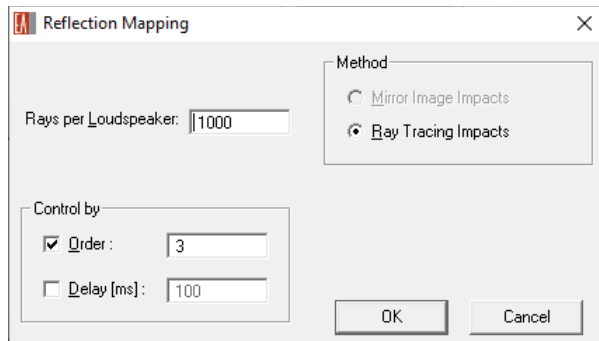 EA Reflection Mapping
Method
Mirror Image Impacts
Rays per Loudspeaker: 1000
Ray Tracing Impacts
Control by
Order : 3
Delay [ms] : 100
OK Cancel